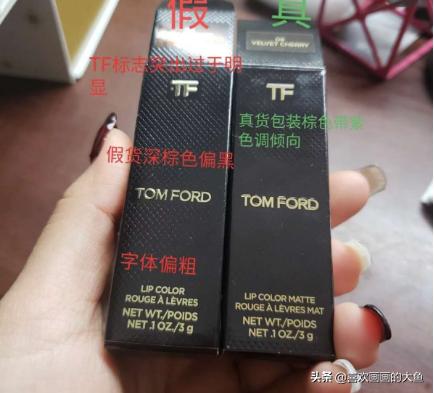 假
真
08
VELVET CHERRY
TF标志突出过于明
显
TF
TF
真货包装棕色带紫
色调倾向
假货深棕色偏黑
TOM FORD
TOM FORD
字体偏粗
LIP COLOR
ROUGE À LÈVRES
NET WT./POIDS
NET .1 OZ./3 g
LIP COLOR MATTE
ROUGE À LÈVRES MAT
NET WT./POIDS
NET .1 OZ./3 g
头条 @喜欢画画的大鱼